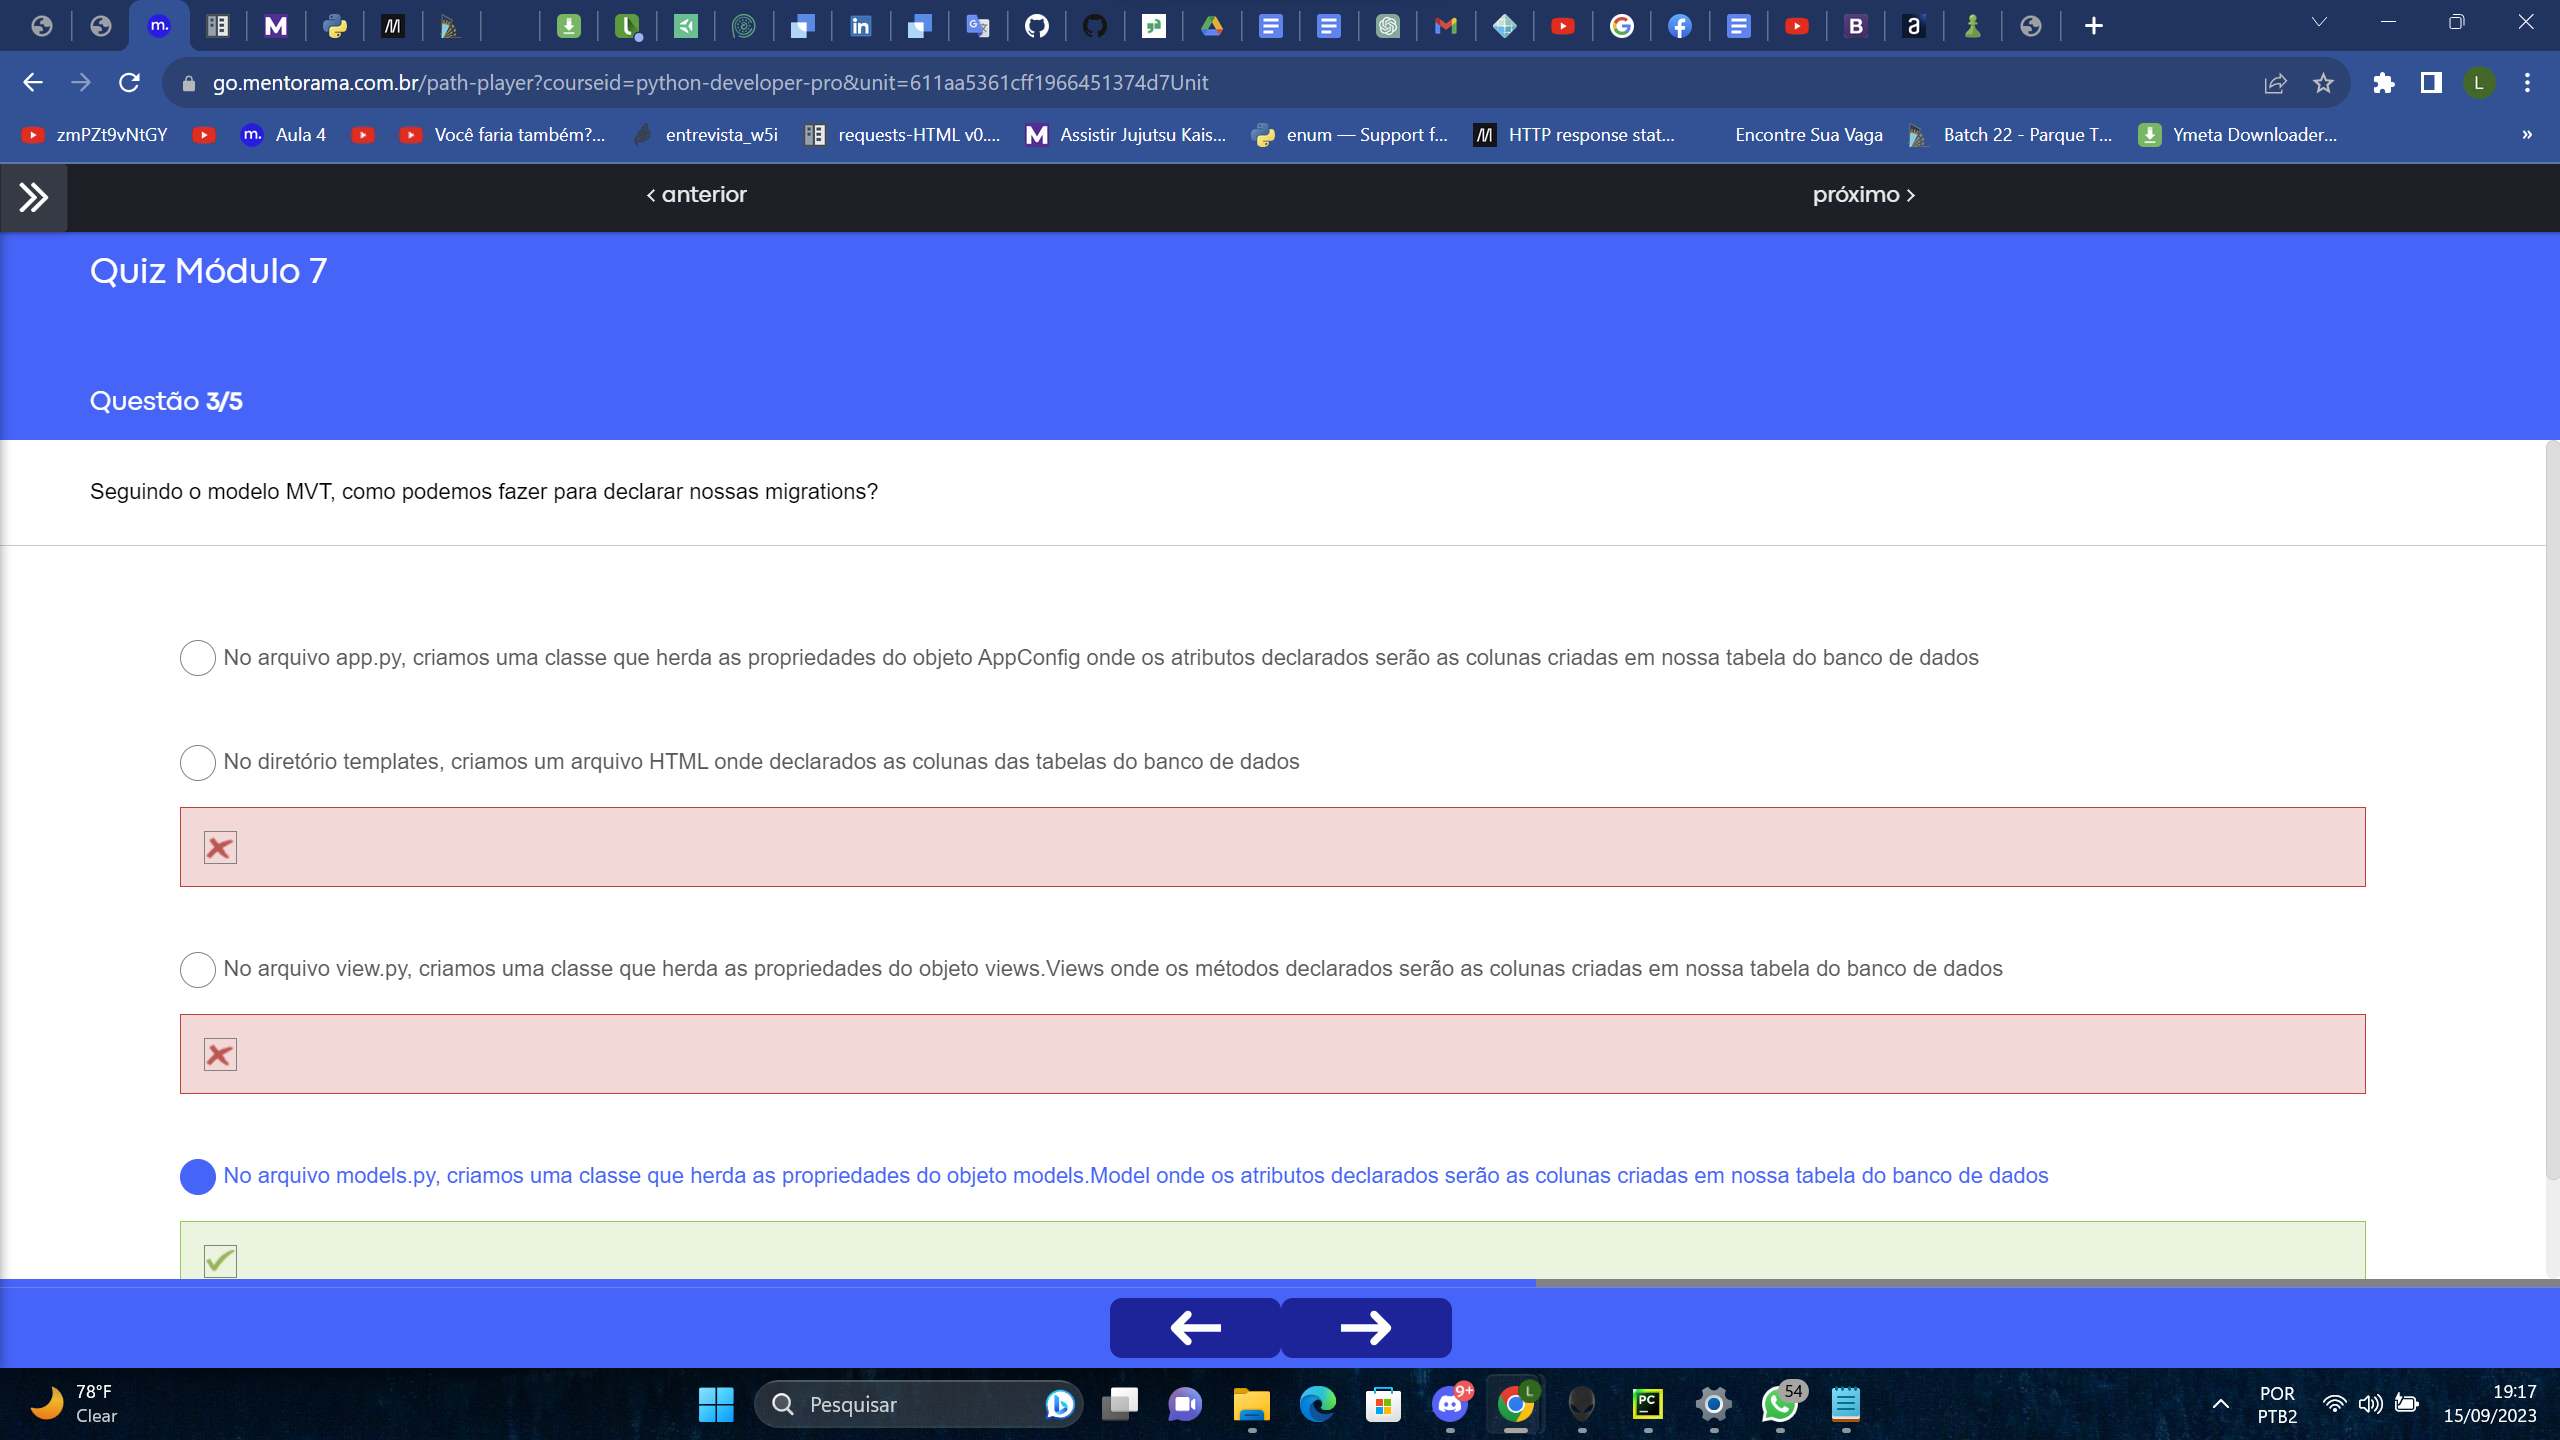 go.mentorama.com.br/path-player?courseid=python-developer-pro&unit=611aa5361cff1966451374d7Unit
L
zmPZt9vNtGY
m. Aula 4
Você faria também?...
entrevista_w5i
requests-HTML v0....
Assistir Jujutsu Kais...
enum — Support f...
HTTP response stat...
Encontre Sua Vaga
Batch 22 - Parque T...
Ymeta Downloader...
»
‹ anterior
próximo ›
Quiz Módulo 7
Questão 3/5
Seguindo o modelo MVT, como podemos fazer para declarar nossas migrations?
No arquivo app.py, criamos uma classe que herda as propriedades do objeto AppConfig onde os atributos declarados serão as colunas criadas em nossa tabela do banco de dados
No diretório templates, criamos um arquivo HTML onde declarados as colunas das tabelas do banco de dados
No arquivo view.py, criamos uma classe que herda as propriedades do objeto views.Views onde os métodos declarados serão as colunas criadas em nossa tabela do banco de dados
No arquivo models.py, criamos uma classe que herda as propriedades do objeto models.Model onde os atributos declarados serão as colunas criadas em nossa tabela do banco de dados
78°F
Clear
Pesquisar
9+
L
PC
54
POR
PTB2
19:17
15/09/2023